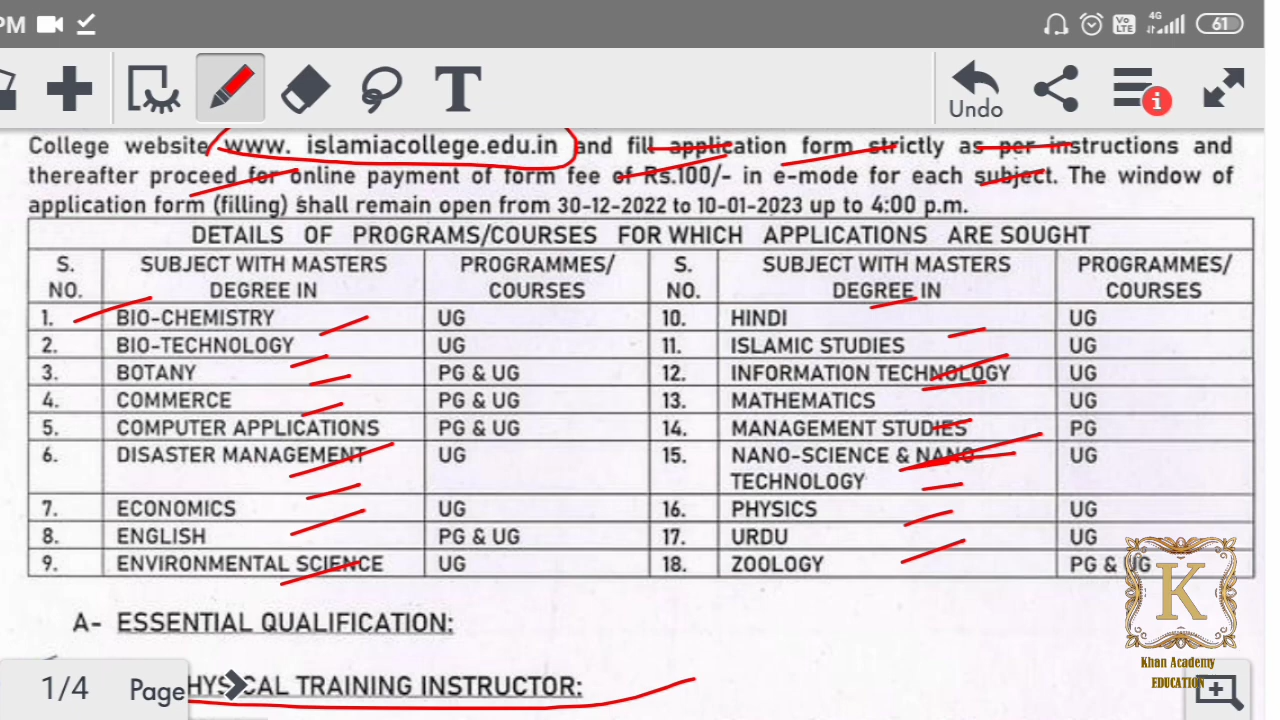 PM
Vo LTE 4G 61
T Undo
College website www. islamiacollege.edu.in and fill application form strictly as per instructions and
thereafter proceed for online payment of form fee of Rs.100/- in e-mode for each subject. The window of
application form (filling) shall remain open from 30-12-2022 to 10-01-2023 up to 4:00 p.m.
DETAILS OF PROGRAMS/COURSES FOR WHICH APPLICATIONS ARE SOUGHT
S. NO. SUBJECT WITH MASTERS DEGREE IN PROGRAMMES/ COURSES S. NO. SUBJECT WITH MASTERS DEGREE IN PROGRAMMES/ COURSES
1. BIO-CHEMISTRY UG 10. HINDI UG
2. BIO-TECHNOLOGY UG 11. ISLAMIC STUDIES UG
3. BOTANY PG & UG 12. INFORMATION TECHNOLOGY UG
4. COMMERCE PG & UG 13. MATHEMATICS UG
5. COMPUTER APPLICATIONS PG & UG 14. MANAGEMENT STUDIES PG
6. DISASTER MANAGEMENT UG 15. NANO-SCIENCE & NANO TECHNOLOGY UG
7. ECONOMICS UG 16. PHYSICS UG
8. ENGLISH PG & UG 17. URDU UG
9. ENVIRONMENTAL SCIENCE UG 18. ZOOLOGY PG & UG
A- ESSENTIAL QUALIFICATION:
HYSICAL TRAINING INSTRUCTOR:
1/4 Page
K
Khan Academy
EDUCATION